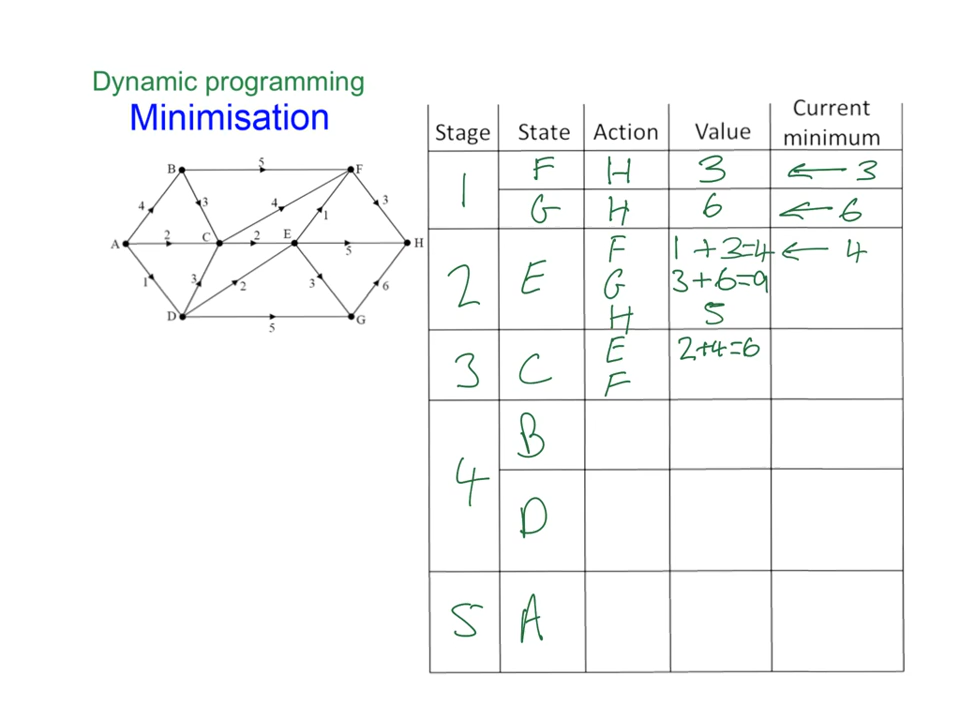 Dynamic programming
Minimisation
Stage State Action Value Current minimum
1 F H 3 ← 3
G H 6 ← 6
2 E F 1+3=4 ← 4
G 3+6=9
H 5
3 C E 2+4=6
F
4 B
D
5 A
B 5 F
4 3 4 1 3
A 2 C 2 E 5 H
1 3 2 3 6
D 5 G